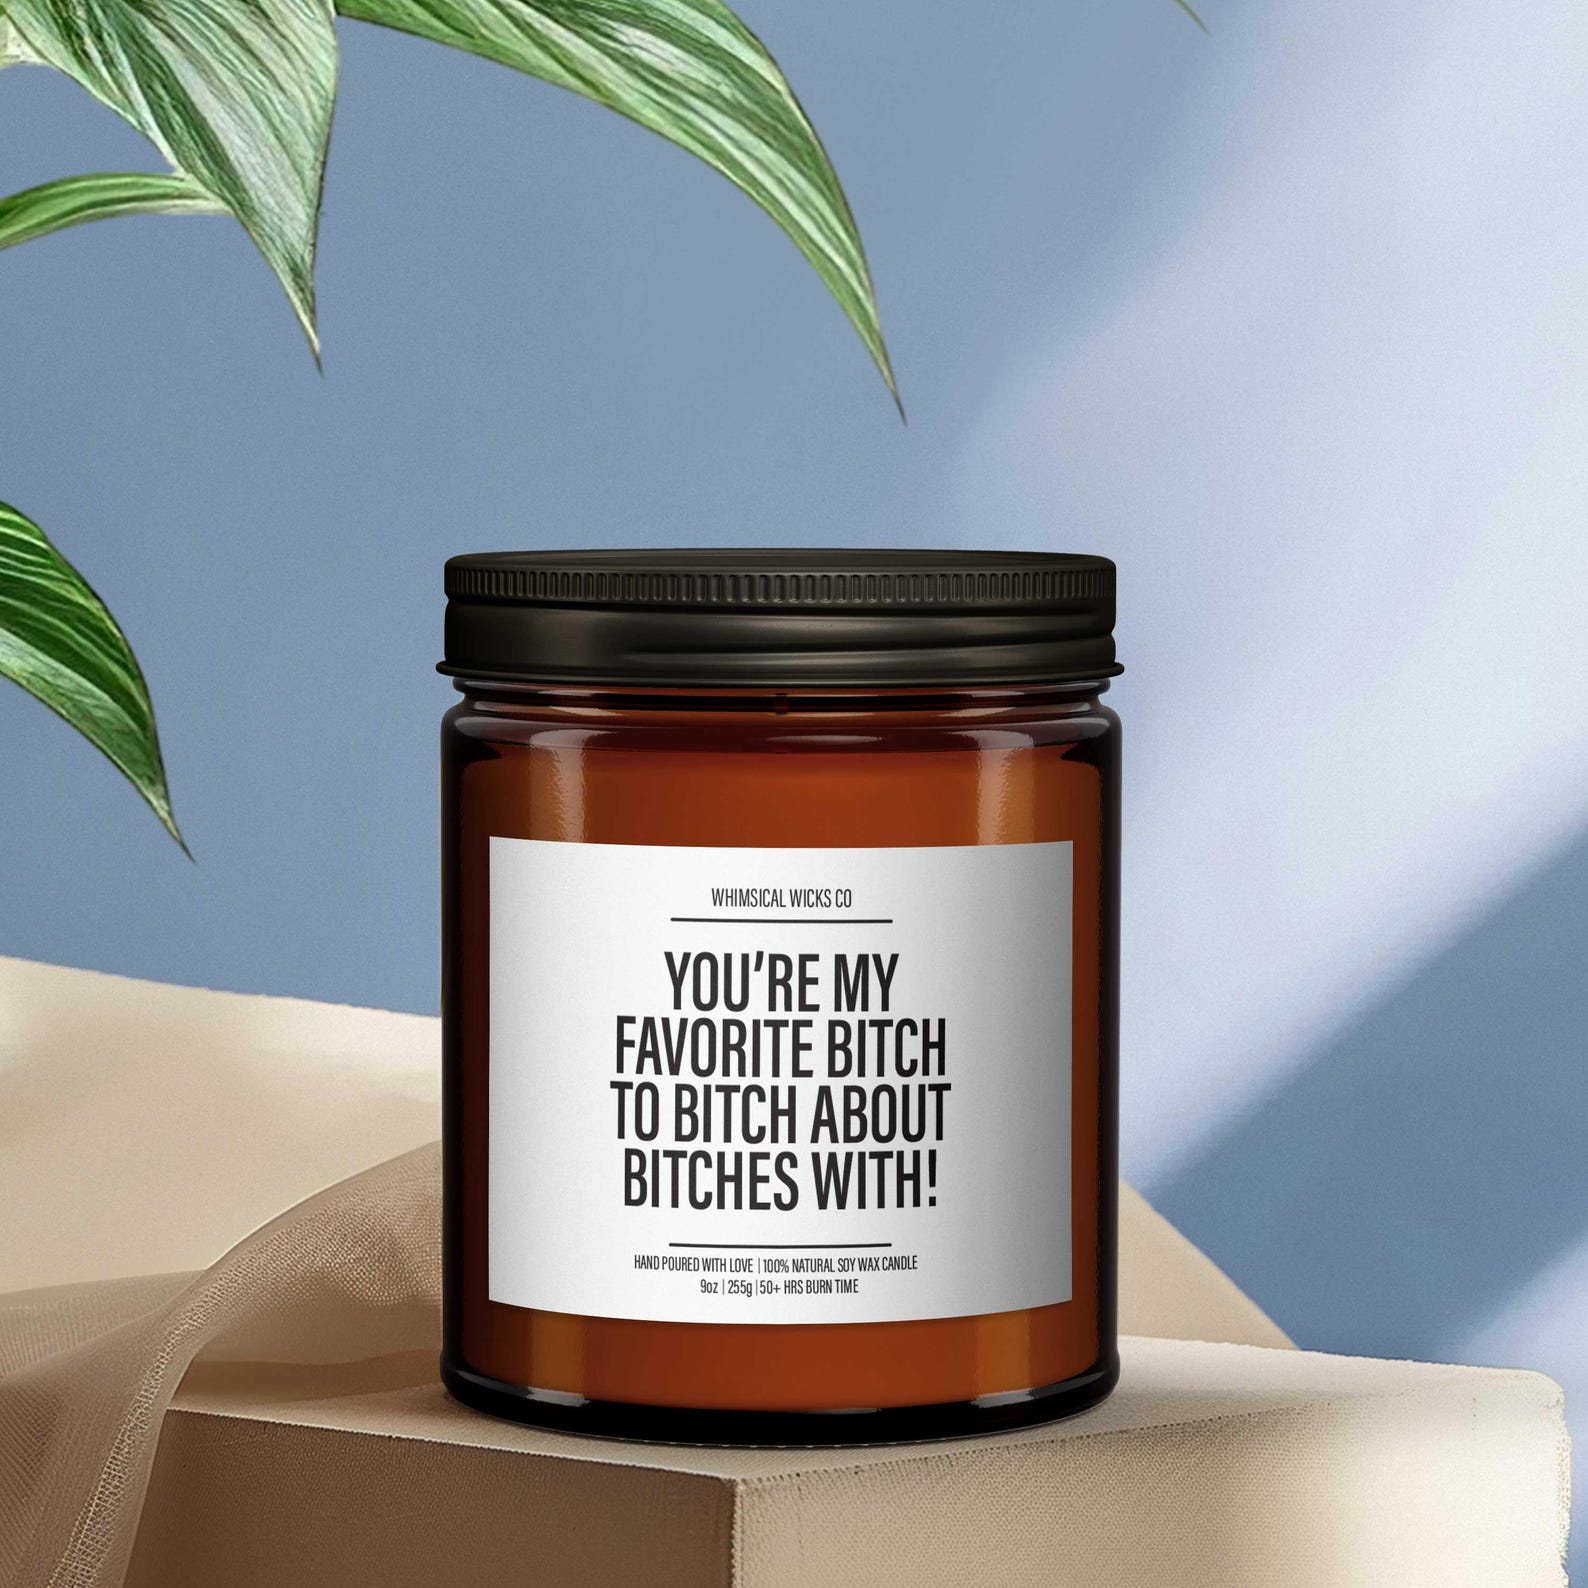 WHIMSICAL WICKS CO
YOU'RE MY
FAVORITE BITCH
TO BITCH ABOUT
BITCHES WITH!
HAND POURED WITH LOVE | 100% NATURAL SOY WAX CANDLE
9oz | 255g | 50+ HRS BURN TIME